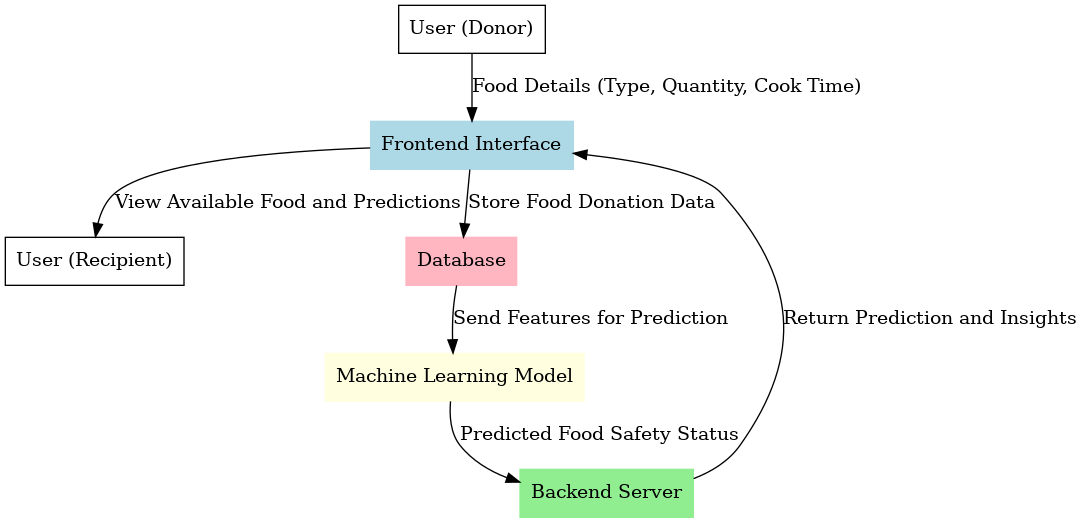 User (Donor)
Food Details (Type, Quantity, Cook Time)
Frontend Interface
View Available Food and Predictions
Store Food Donation Data
User (Recipient)
Database
Send Features for Prediction
Return Prediction and Insights
Machine Learning Model
Predicted Food Safety Status
Backend Server